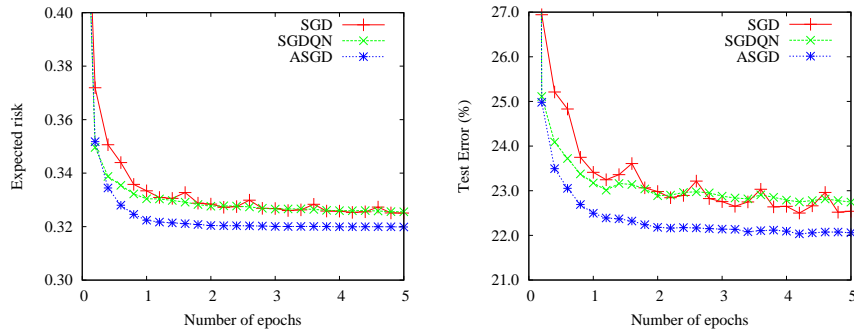 0.40
0.38
0.36
0.34
0.32
0.30
Expected risk
SGD
SGDQN
ASGD
0 1 2 3 4 5
Number of epochs
27.0
26.0
25.0
24.0
23.0
22.0
21.0
Test Error (%)
SGD
SGDQN
ASGD
0 1 2 3 4 5
Number of epochs